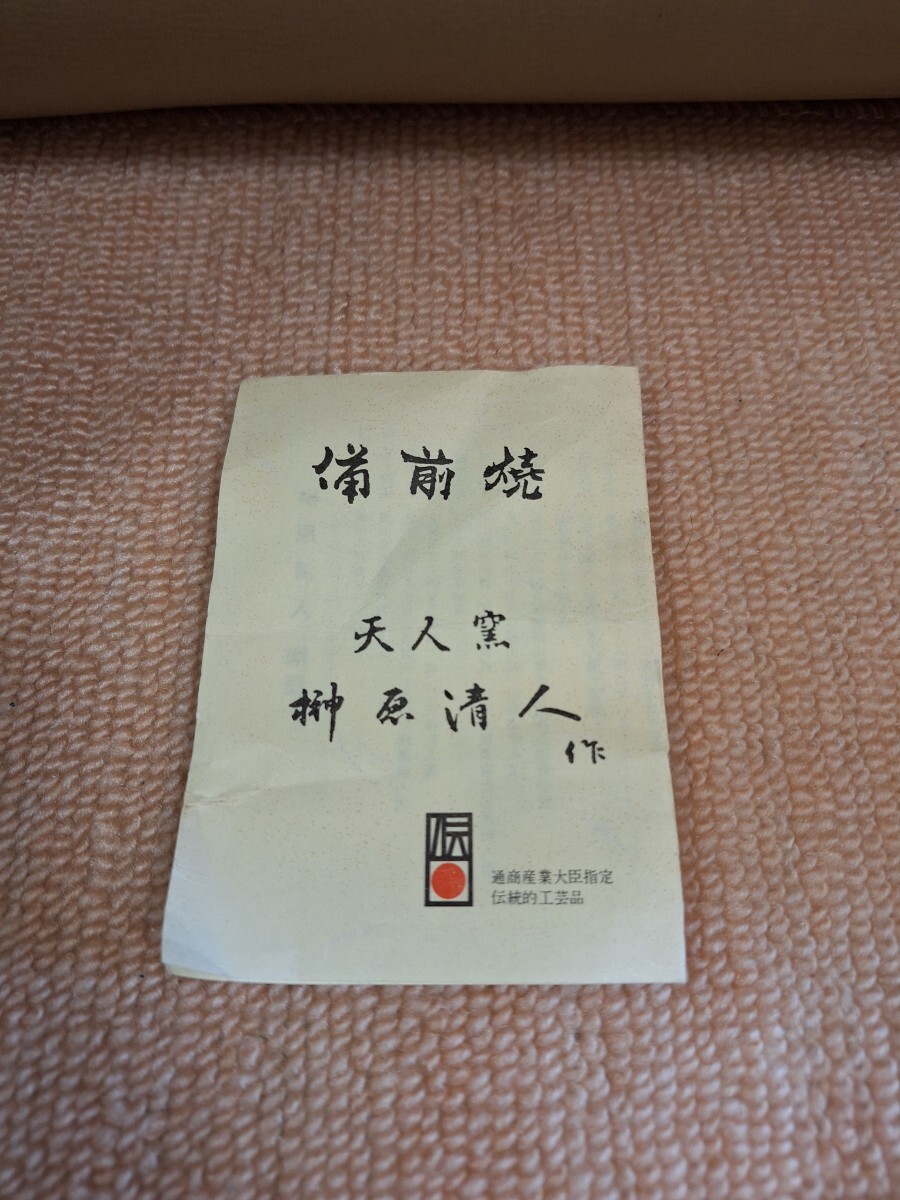 備前焼
天人窯
榊原清人
作
伝
通商産業大臣指定
伝統的工芸品